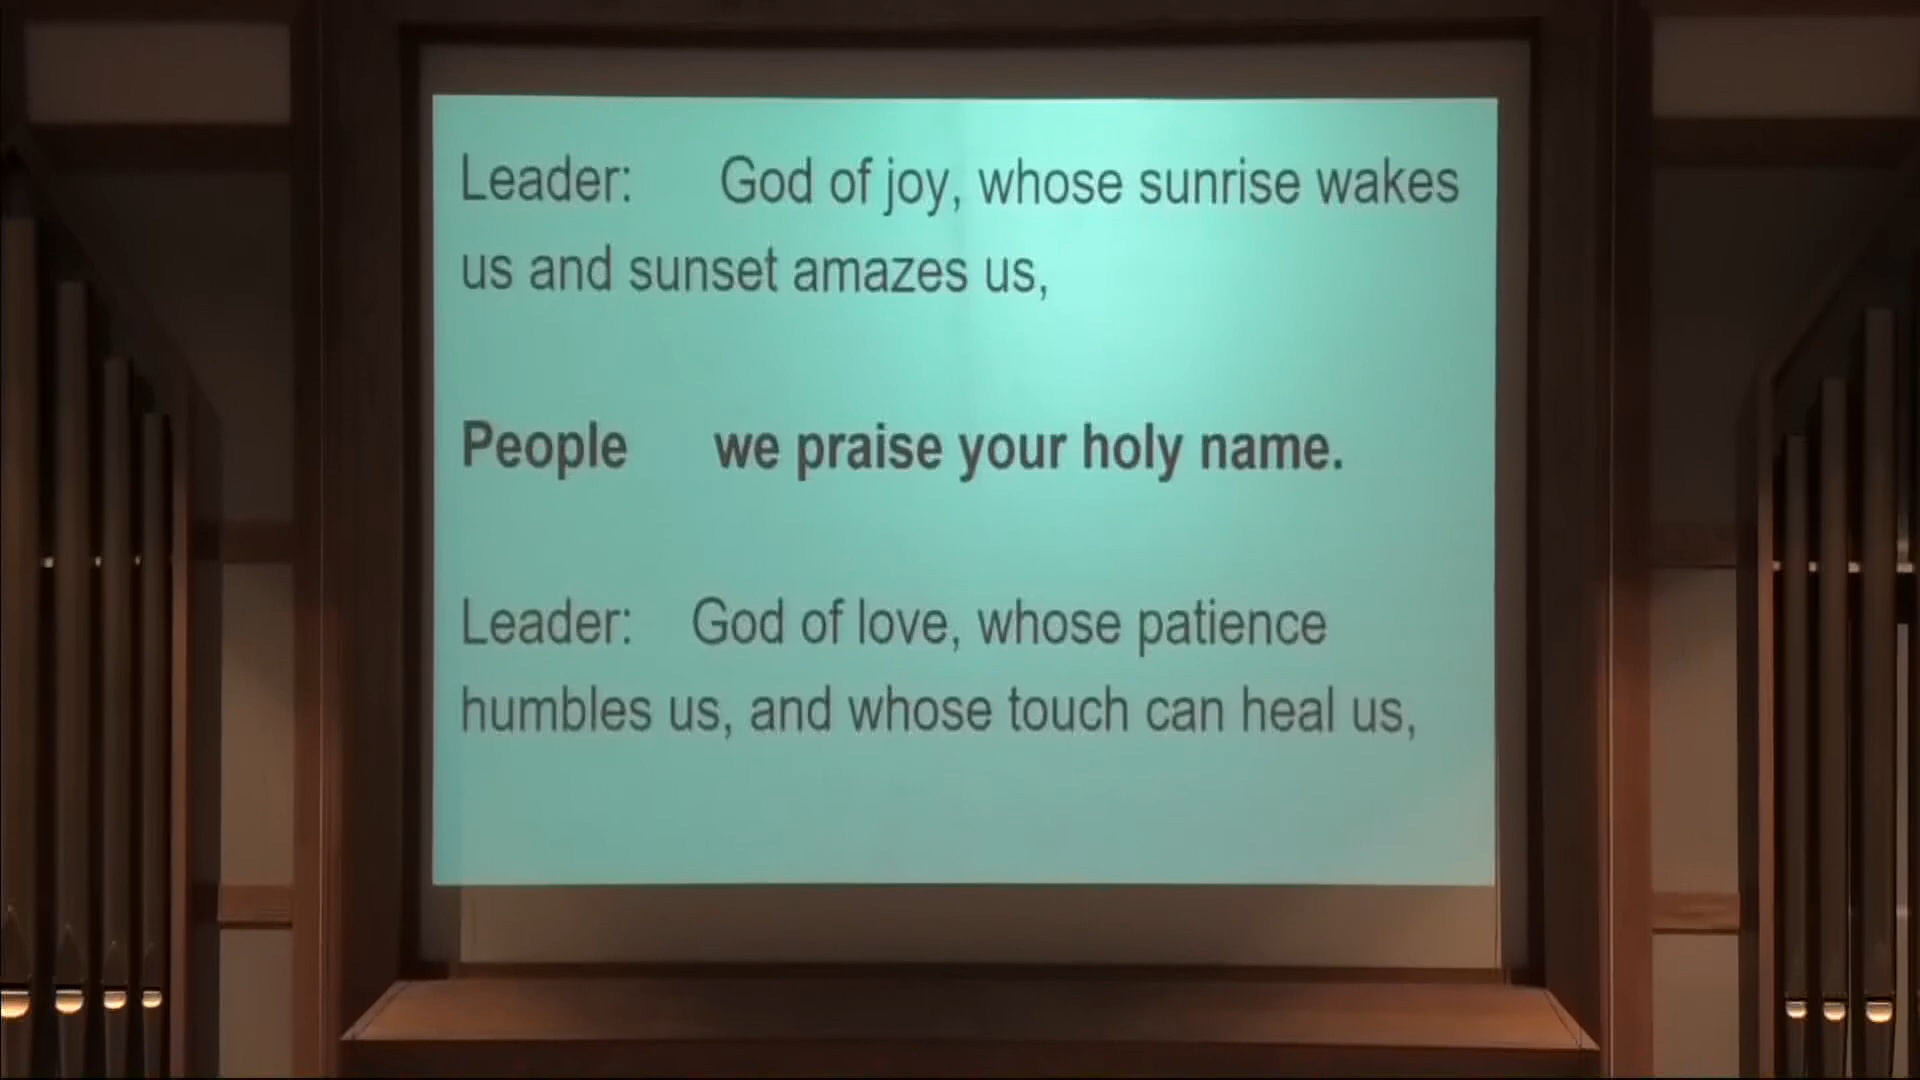 Leader: God of joy, whose sunrise wakes
us and sunset amazes us,
People we praise your holy name.
Leader: God of love, whose patience
humbles us, and whose touch can heal us,